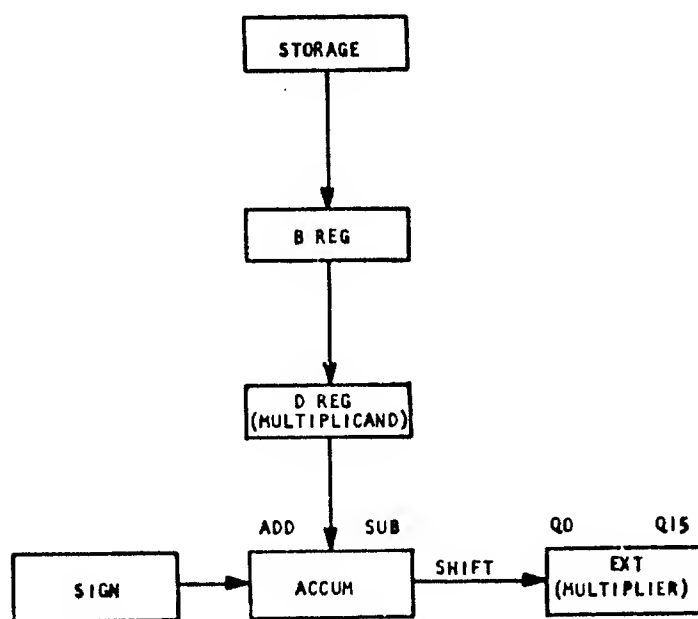 STORAGE
B REG
D REG
(MULTIPLICAND)
ADD SUB Q0 Q15
SIGN ACCUM SHIFT EXT
(MULTIPLIER)